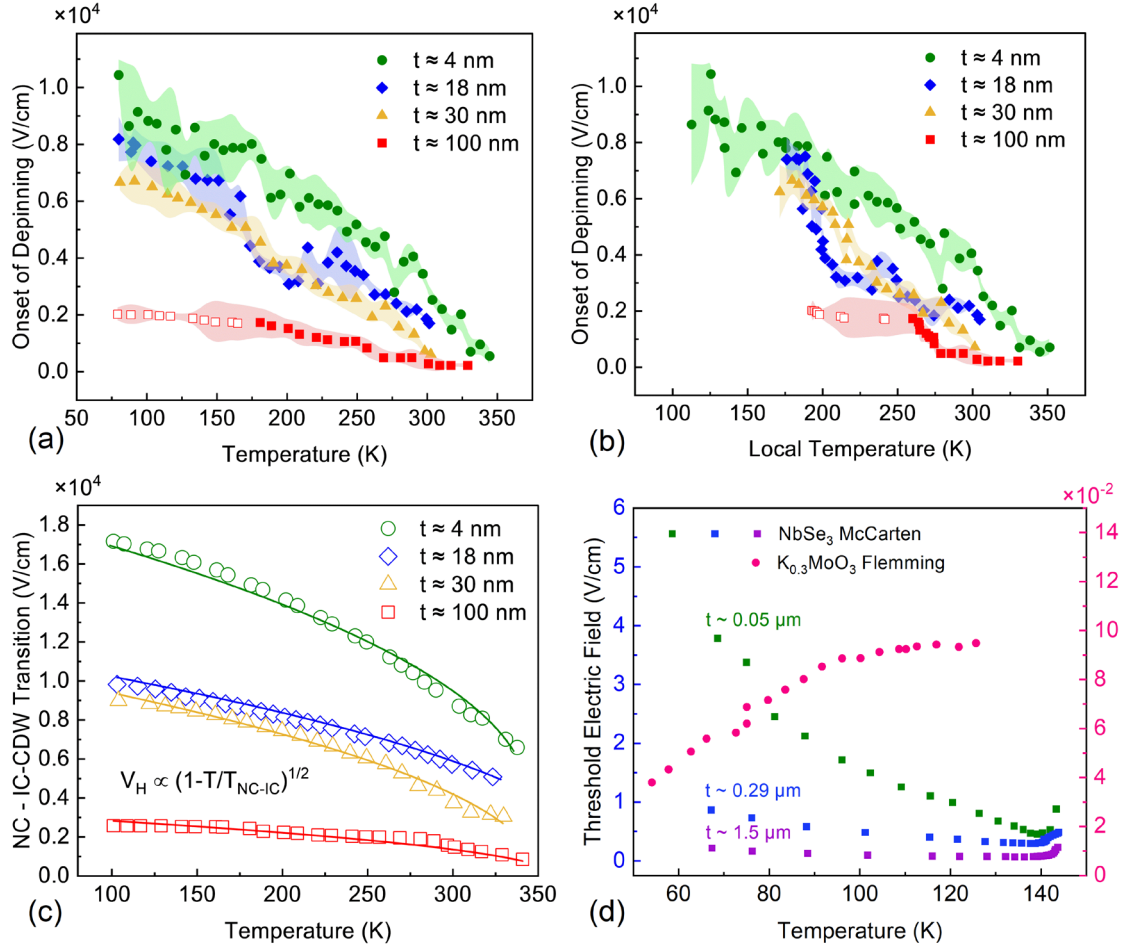 ×10⁴
Onset of Depinning (V/cm)
1.0
0.8
0.6
0.4
0.2
0.0
t ≈ 4 nm
t ≈ 18 nm
t ≈ 30 nm
t ≈ 100 nm
50 100 150 200 250 300 350
(a)
Temperature (K)
×10⁴
Onset of Depinning (V/cm)
1.0
0.8
0.6
0.4
0.2
0.0
t ≈ 4 nm
t ≈ 18 nm
t ≈ 30 nm
t ≈ 100 nm
100 150 200 250 300 350
(b)
Local Temperature (K)
×10⁴
NC - IC-CDW Transition (V/cm)
1.8
1.6
1.4
1.2
1.0
0.8
0.6
0.4
0.2
0.0
t ≈ 4 nm
t ≈ 18 nm
t ≈ 30 nm
t ≈ 100 nm
V_H ∝ (1-T/T_NC-IC)^1/2
100 150 200 250 300 350
(c)
Temperature (K)
×10⁻²
Threshold Electric Field (V/cm)
6
5
4
3
2
1
0
NbSe₃ McCarten
K₀.₃MoO₃ Flemming
t ~ 0.05 µm
t ~ 0.29 µm
t ~ 1.5 µm
14
12
10
8
6
4
2
0
60 80 100 120 140
(d)
Temperature (K)